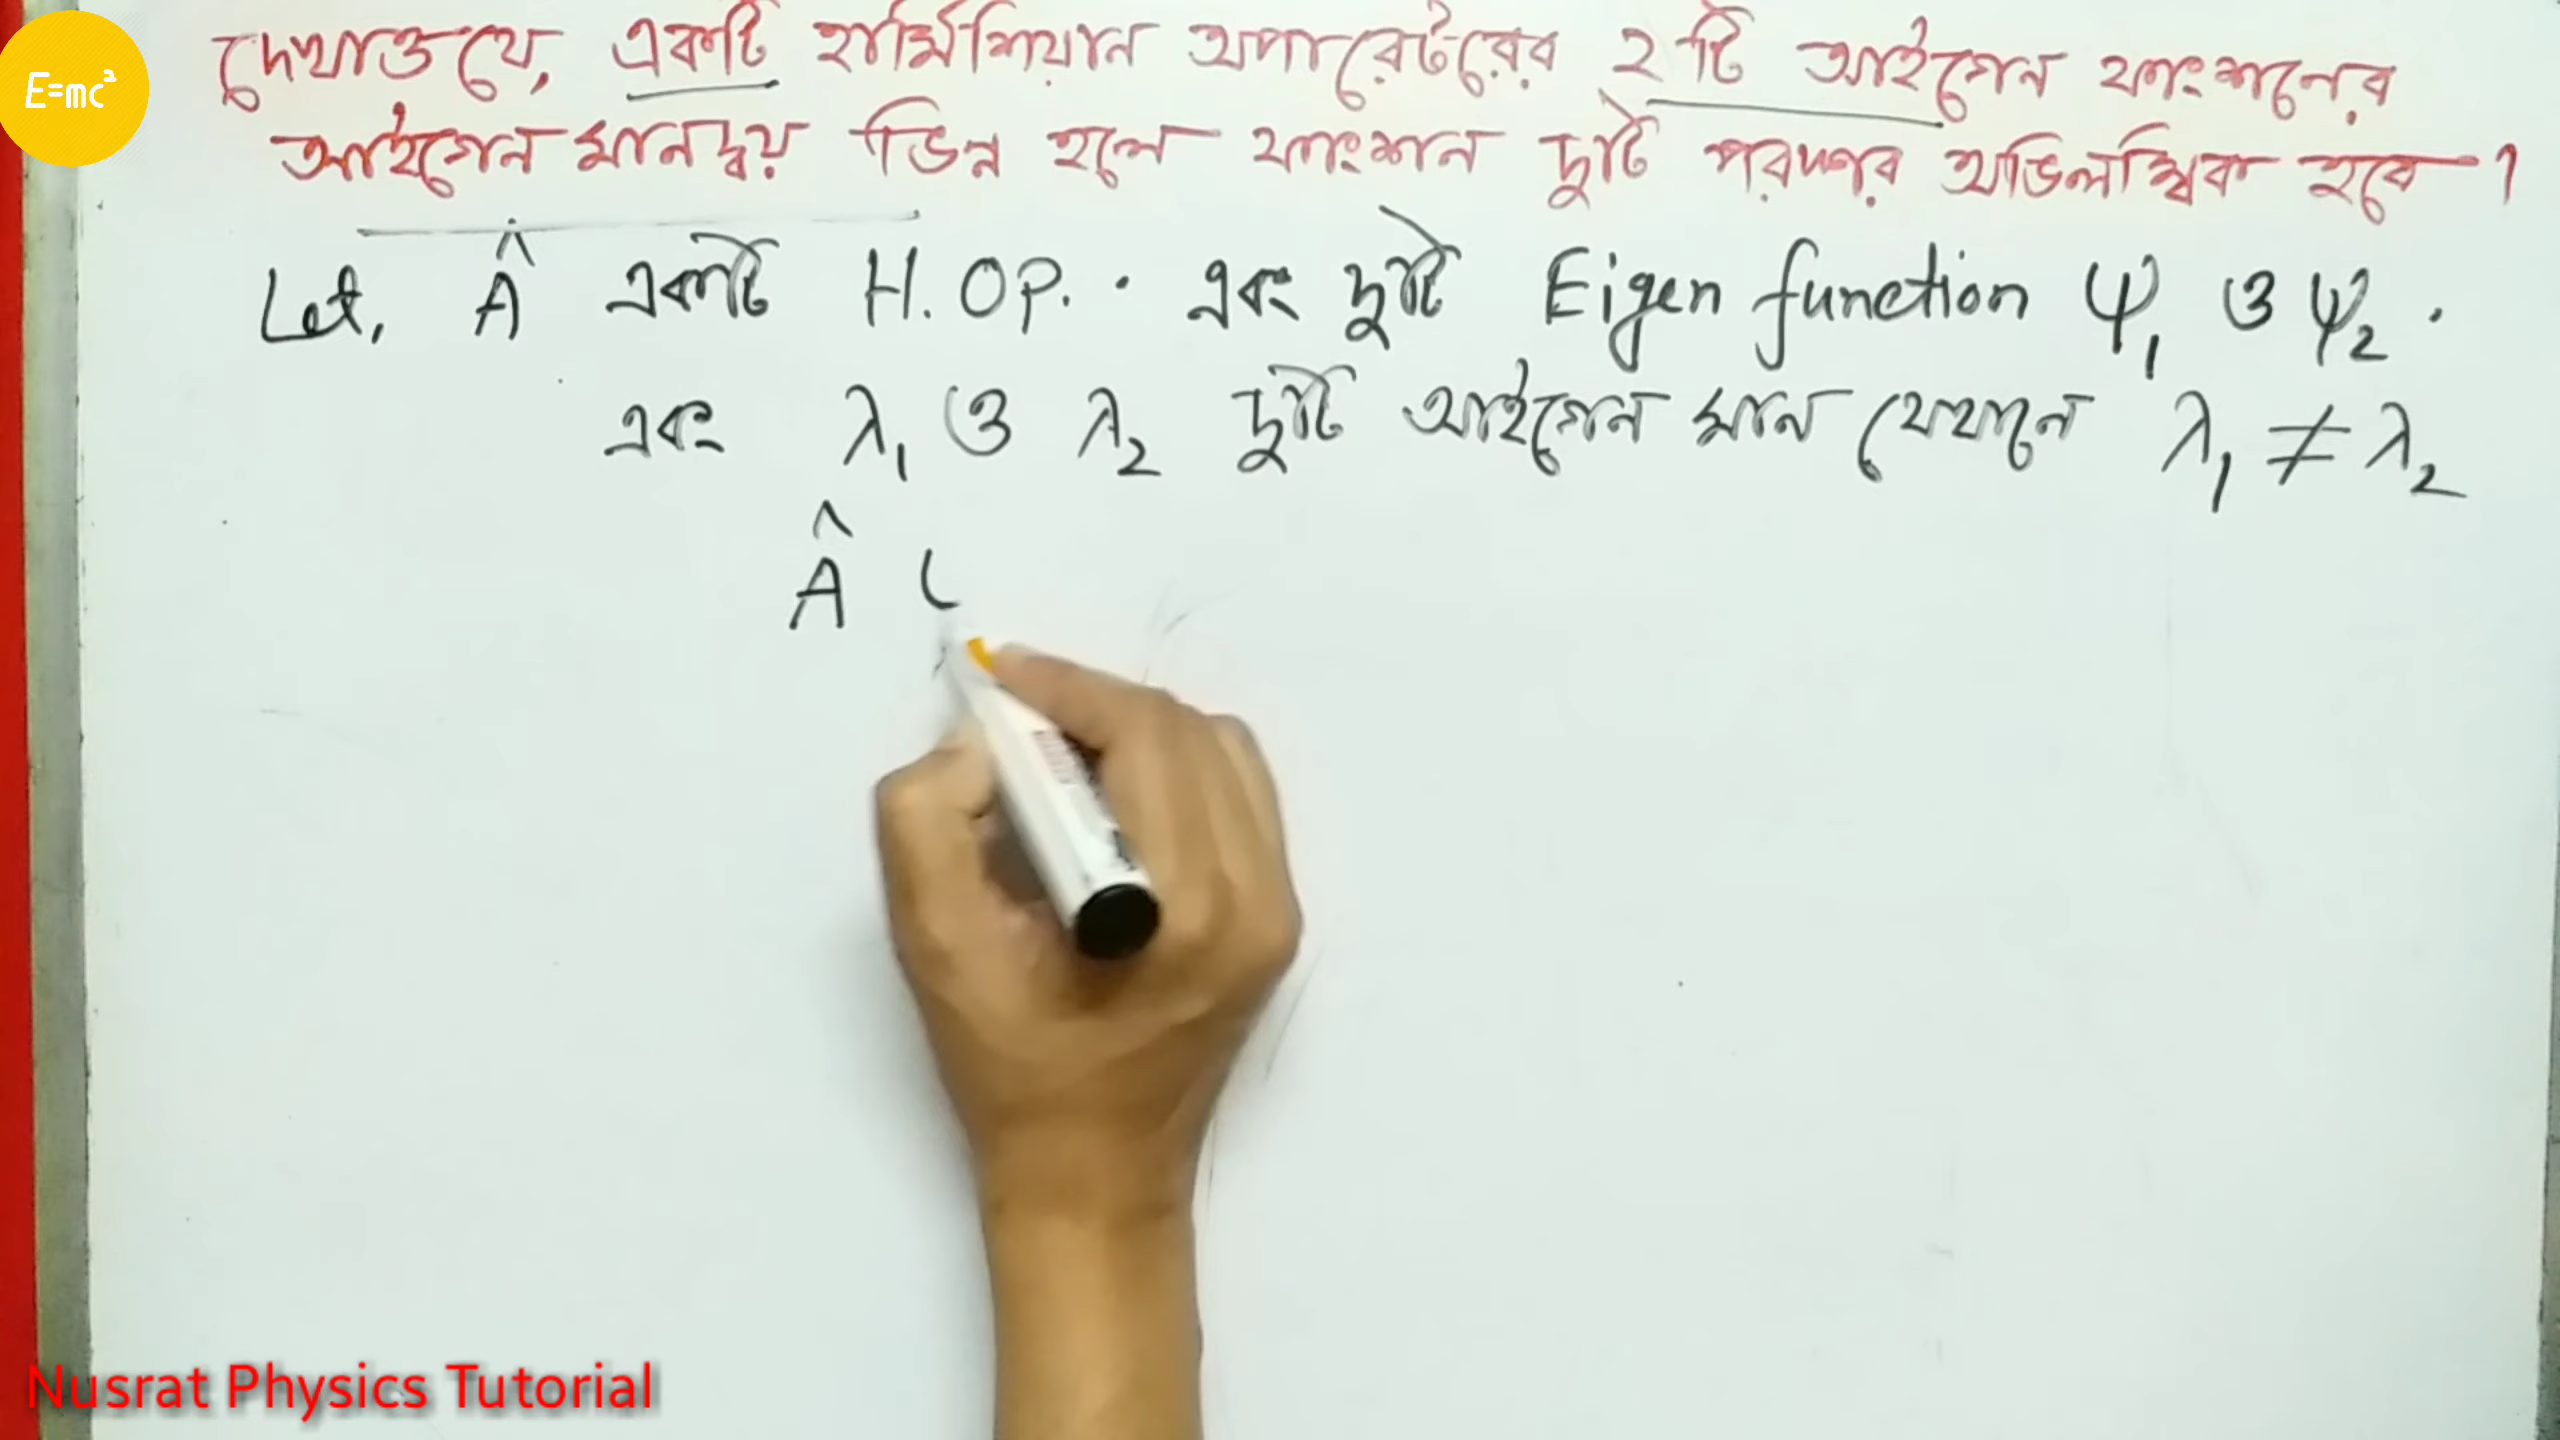 E=mc²
দেখাও যে, একটি হার্মিশিয়ান অপারেটরের ২টি আইগেন ফাংশনের
আইগেন মানদ্বয় ভিন্ন হলে ফাংশন দুটি পরস্পর অভিলম্বিক হবে ।
Let, Â একটি H.OP. . এবং দুটি Eigen function ψ₁ ও ψ₂ .
এবং λ₁ ও λ₂ দুটি আইগেন মান যেখানে λ₁ ≠ λ₂
Â
Nusrat Physics Tutorial